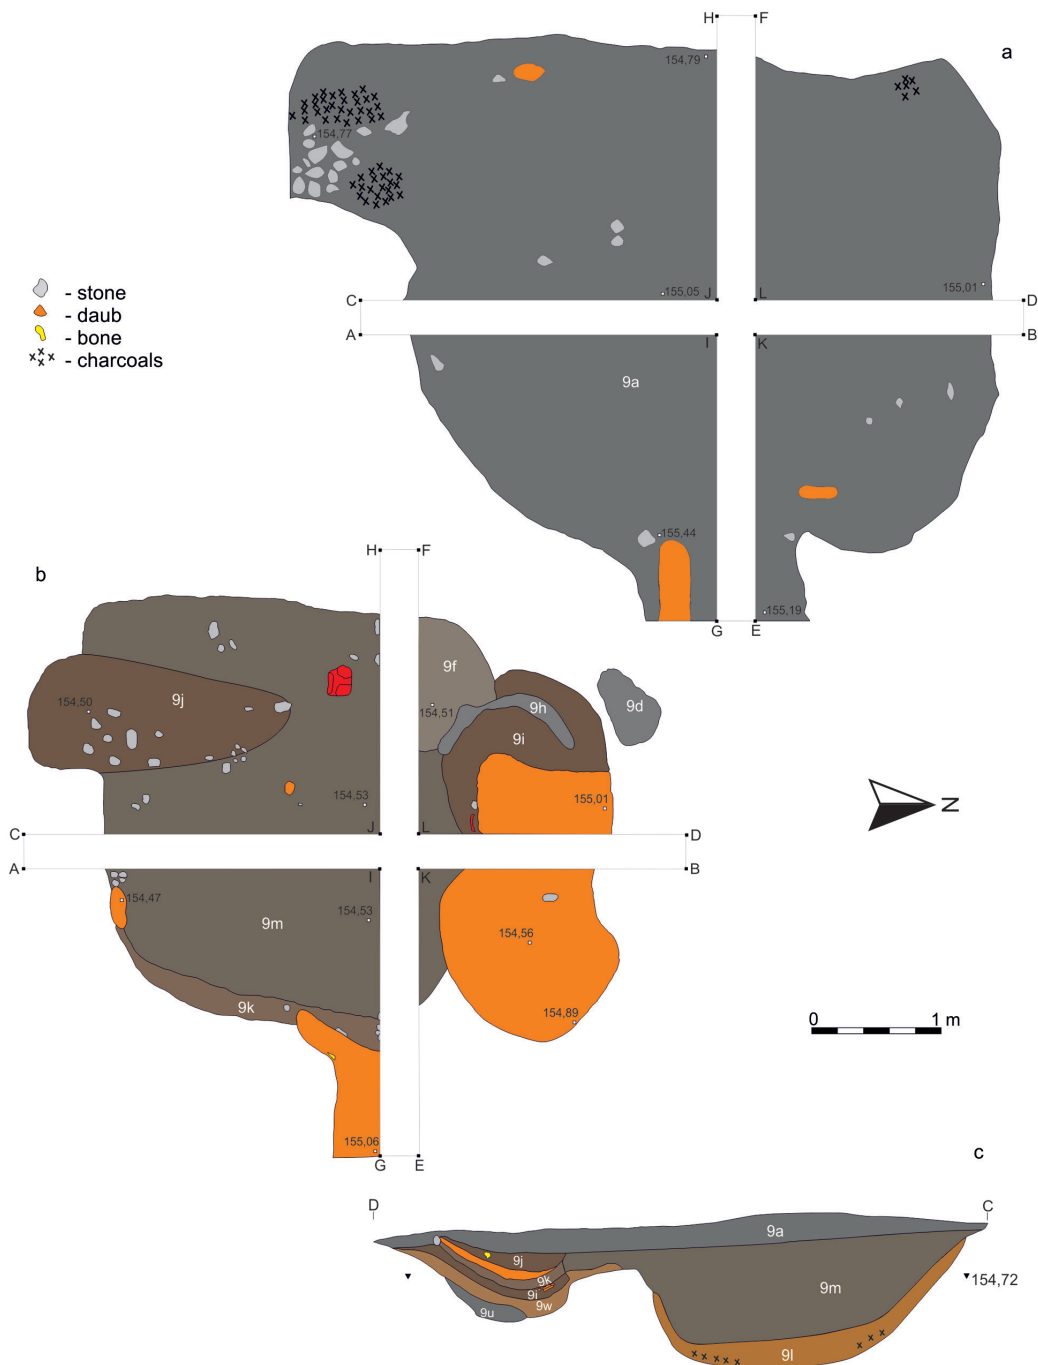 H F
a
154,79
154,77
- stone
- daub
- bone
- charcoals
155,05
155,01
C J L D
A I K B
9a
155,44
155,19
G E
b
H F
9f
9j
9d
154,50
154,51
9h
9i
154,53
155,01
N
C J L D
A I K B
154,47
154,53
9m
154,56
9k
154,89
0 1 m
155,06
G E
c
D C
9a
9j
9k
9m
154,72
9i
9w
9u
9l